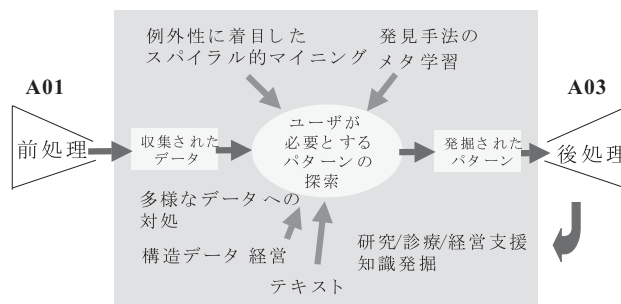 例外性に着目した
スパイラル的マイニング
発見手法の
メタ学習
A01
A03
前処理
収集された
データ
ユーザが
必要とする
パターンの
探索
発掘された
パターン
後処理
多様なデータへの
対処
構造データ 経営
テキスト
研究/診療/経営支援
知識発掘